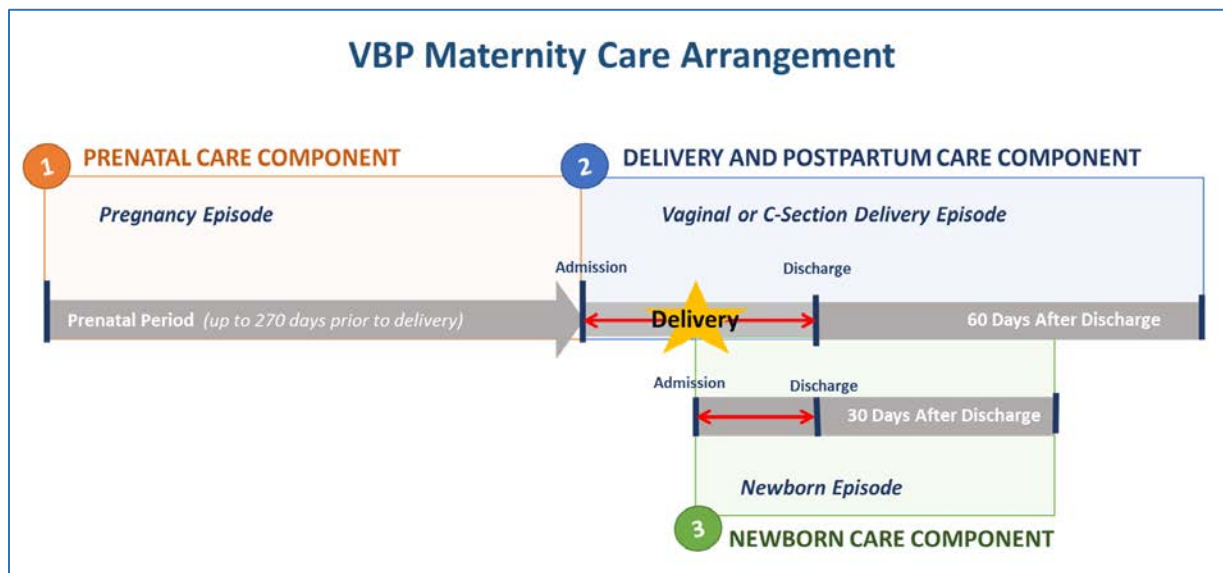 VBP Maternity Care Arrangement
1 PRENATAL CARE COMPONENT
2 DELIVERY AND POSTPARTUM CARE COMPONENT
Pregnancy Episode
Vaginal or C-Section Delivery Episode
Admission
Discharge
Prenatal Period (up to 270 days prior to delivery)
Delivery
60 Days After Discharge
Admission
Discharge
30 Days After Discharge
Newborn Episode
3 NEWBORN CARE COMPONENT